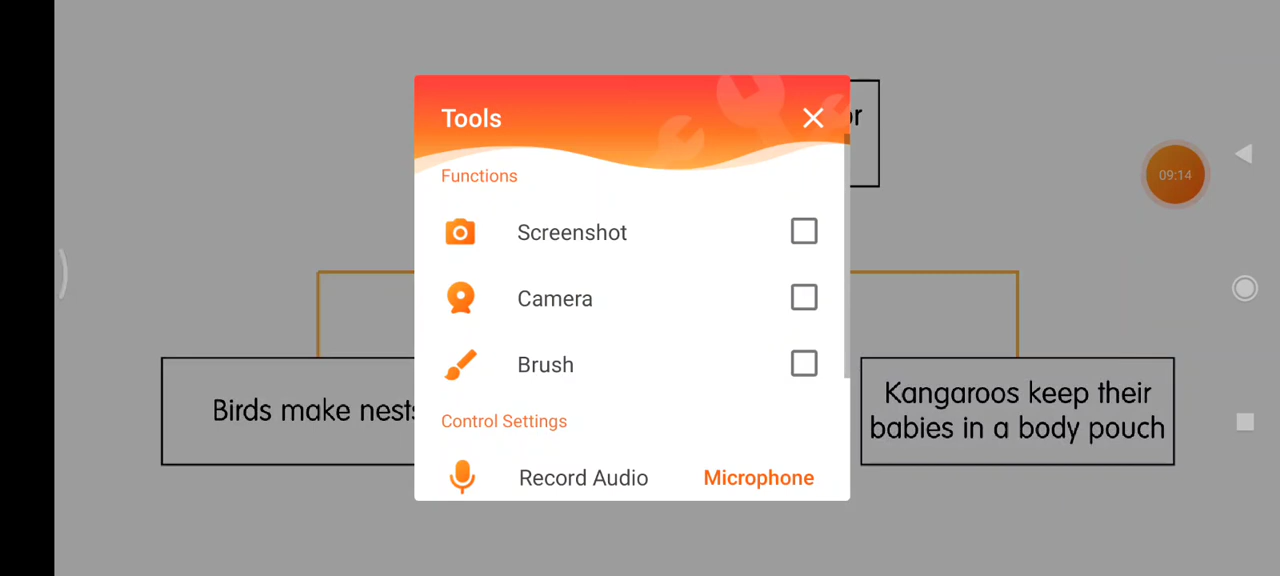 Tools
or
Functions
Screenshot
09:14
Camera
Brush
Birds make nests
Kangaroos keep their
babies in a body pouch
Control Settings
Record Audio Microphone